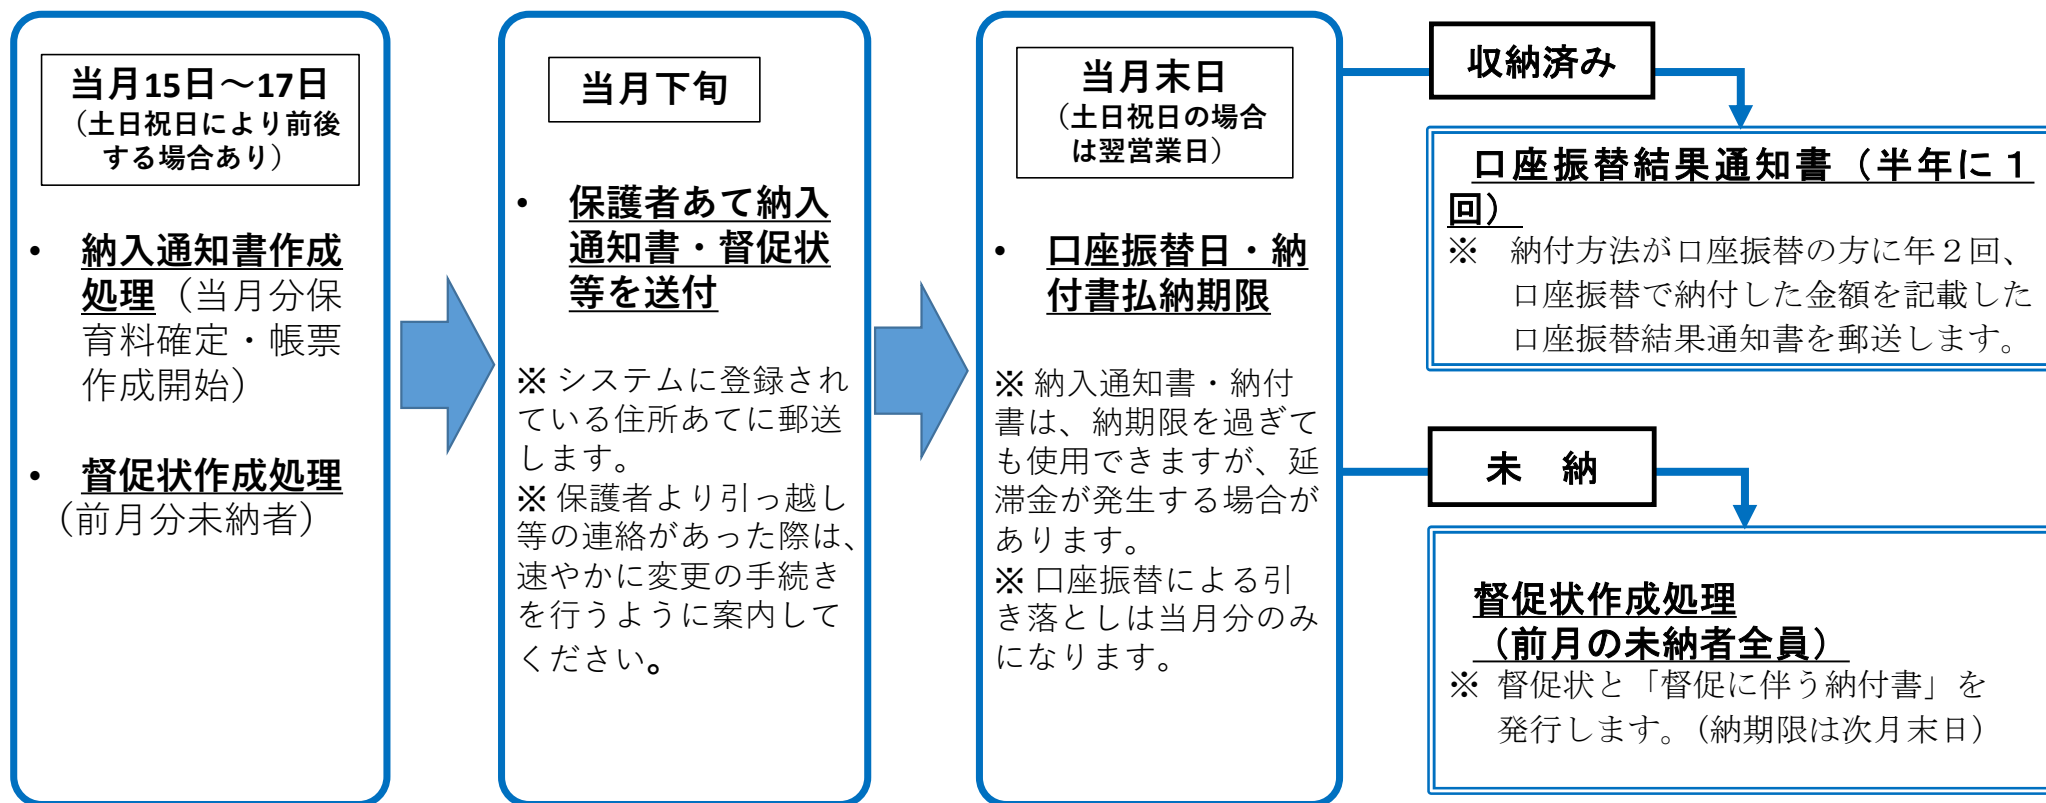 当月15日～17日
（土日祝日により前後
する場合あり）
• 納入通知書作成
処理（当月分保
育料確定・帳票
作成開始）
• 督促状作成処理
（前月分未納者）
当月下旬
• 保護者あて納入
通知書・督促状
等を送付
※ システムに登録され
ている住所あてに郵送
します。
※ 保護者より引っ越し
等の連絡があった際は、
速やかに変更の手続き
を行うように案内して
ください。
当月末日
（土日祝日の場合
は翌営業日）
• 口座振替日・納
付書払納期限
※ 納入通知書・納付
書は、納期限を過ぎて
も使用できますが、延
滞金が発生する場合が
あります。
※ 口座振替による引
き落としは当月分のみ
になります。
収納済み
口座振替結果通知書（半年に１
回）
※　納付方法が口座振替の方に年２回、
口座振替で納付した金額を記載した
口座振替結果通知書を郵送します。
未　納
督促状作成処理
（前月の未納者全員）
※ 督促状と「督促に伴う納付書」を
発行します。（納期限は次月末日）